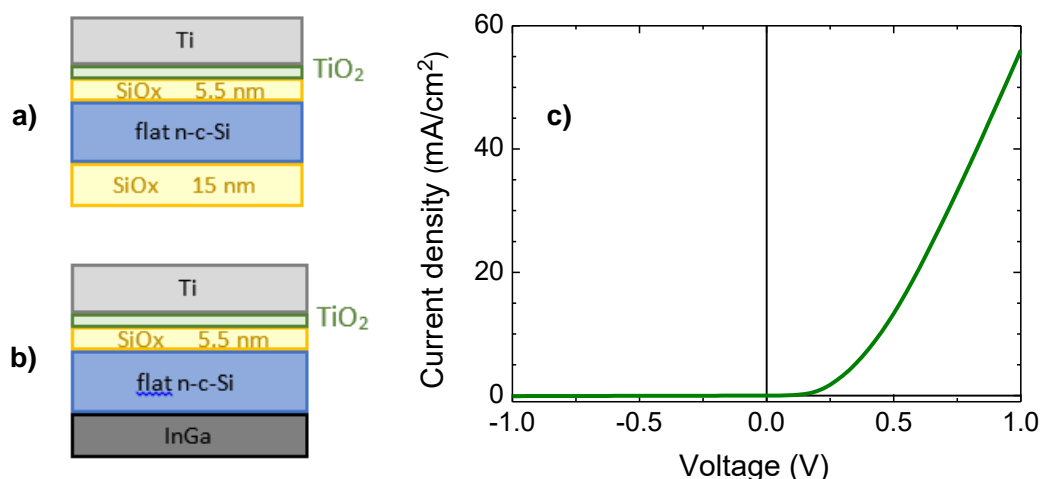 a)
Ti
TiO2
SiOx 5.5 nm
flat n-c-Si
SiOx 15 nm
b)
Ti
TiO2
SiOx 5.5 nm
flat n-c-Si
InGa
c)
Current density (mA/cm2)
60
40
20
0
-1.0 -0.5 0.0 0.5 1.0
Voltage (V)